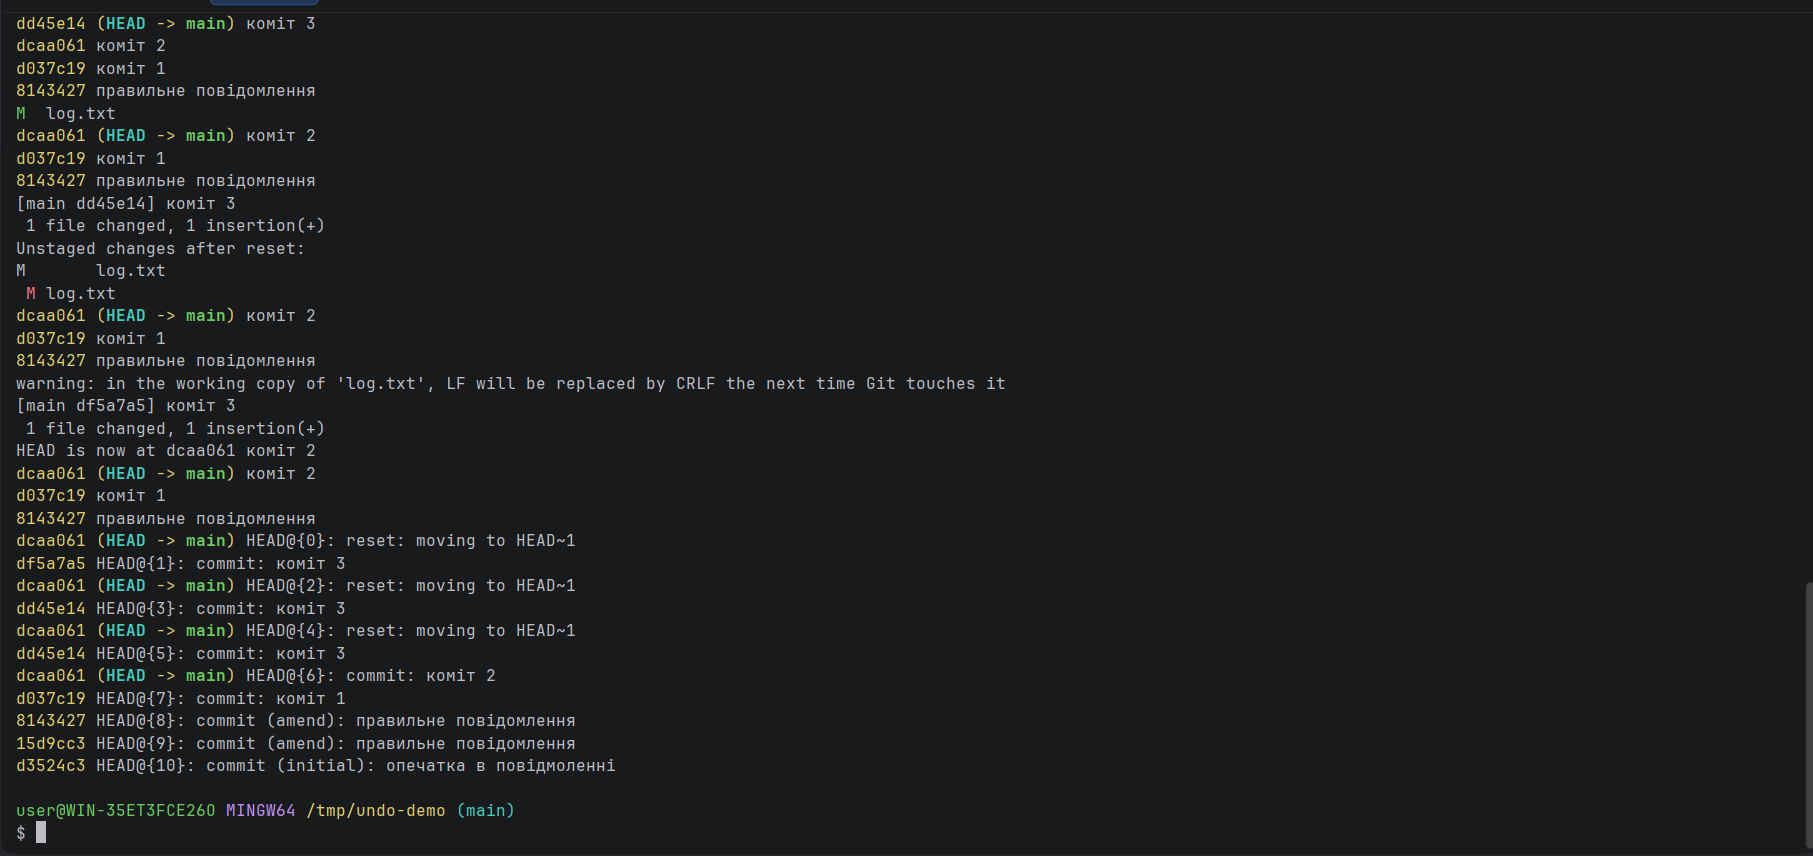 dd45e14 (HEAD -> main) коміт 3
dcaa061 коміт 2
d037c19 коміт 1
8143427 правильне повідомлення
M  log.txt
dcaa061 (HEAD -> main) коміт 2
d037c19 коміт 1
8143427 правильне повідомлення
[main dd45e14] коміт 3
 1 file changed, 1 insertion(+)
Unstaged changes after reset:
M       log.txt
 M log.txt
dcaa061 (HEAD -> main) коміт 2
d037c19 коміт 1
8143427 правильне повідомлення
warning: in the working copy of 'log.txt', LF will be replaced by CRLF the next time Git touches it
[main df5a7a5] коміт 3
 1 file changed, 1 insertion(+)
HEAD is now at dcaa061 коміт 2
dcaa061 (HEAD -> main) коміт 2
d037c19 коміт 1
8143427 правильне повідомлення
dcaa061 (HEAD -> main) HEAD@{0}: reset: moving to HEAD~1
df5a7a5 HEAD@{1}: commit: коміт 3
dcaa061 (HEAD -> main) HEAD@{2}: reset: moving to HEAD~1
dd45e14 HEAD@{3}: commit: коміт 3
dcaa061 (HEAD -> main) HEAD@{4}: reset: moving to HEAD~1
dd45e14 HEAD@{5}: commit: коміт 3
dcaa061 (HEAD -> main) HEAD@{6}: commit: коміт 2
d037c19 HEAD@{7}: commit: коміт 1
8143427 HEAD@{8}: commit (amend): правильне повідомлення
15d9cc3 HEAD@{9}: commit (amend): правильне повідомлення
d3524c3 HEAD@{10}: commit (initial): опечатка в повідмоленні
user@WIN-35ET3FCE26O MINGW64 /tmp/undo-demo (main)
$